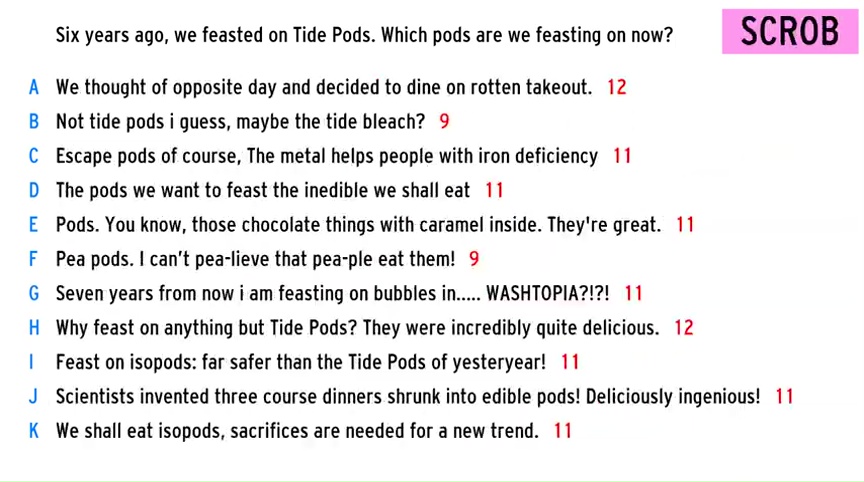 Six years ago, we feasted on Tide Pods. Which pods are we feasting on now?
SCROB
A We thought of opposite day and decided to dine on rotten takeout. 12
B Not tide pods i guess, maybe the tide bleach? 9
C Escape pods of course, The metal helps people with iron deficiency 11
D The pods we want to feast the inedible we shall eat 11
E Pods. You know, those chocolate things with caramel inside. They're great. 11
F Pea pods. I can't pea-lieve that pea-ple eat them! 9
G Seven years from now i am feasting on bubbles in..... WASHTOPIA?!?! 11
H Why feast on anything but Tide Pods? They were incredibly quite delicious. 12
I Feast on isopods: far safer than the Tide Pods of yesteryear! 11
J Scientists invented three course dinners shrunk into edible pods! Deliciously ingenious! 11
K We shall eat isopods, sacrifices are needed for a new trend. 11